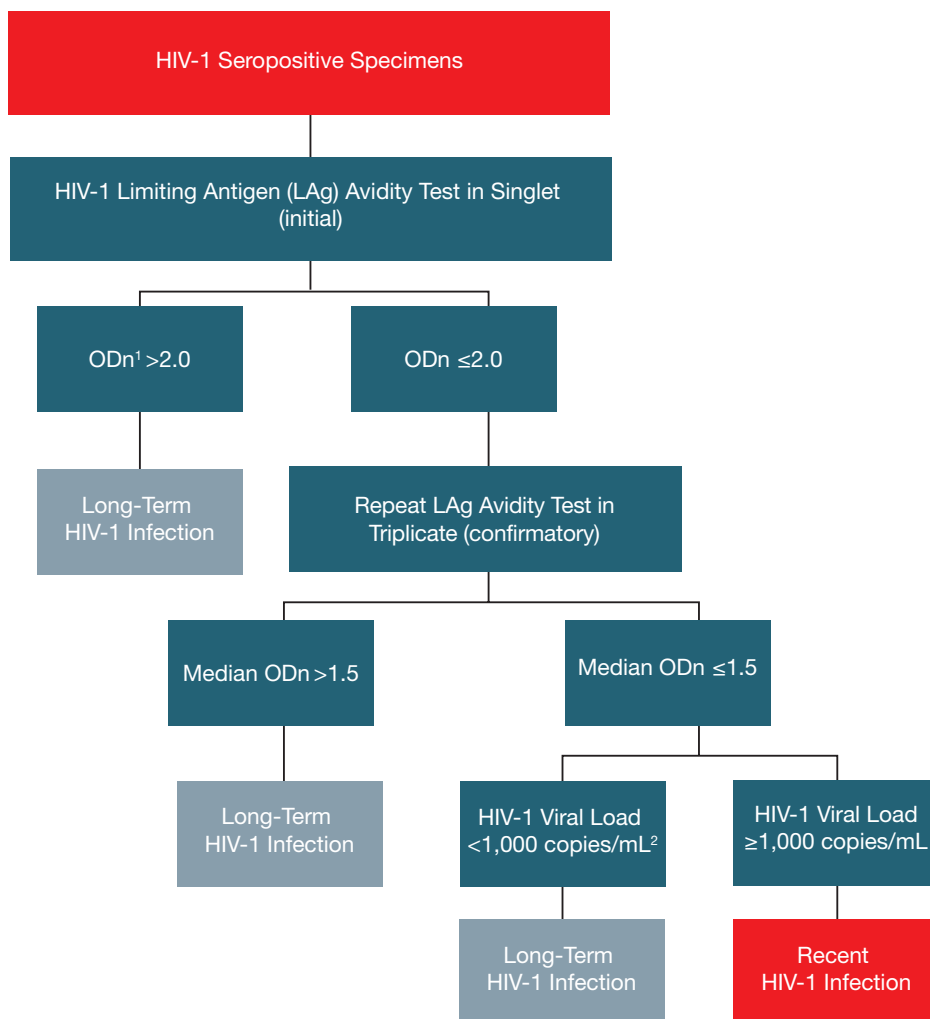 HIV-1 Seropositive Specimens
HIV-1 Limiting Antigen (LAg) Avidity Test in Singlet
(initial)
ODn¹ >2.0
ODn ≤2.0
Long-Term
HIV-1 Infection
Repeat LAg Avidity Test in
Triplicate (confirmatory)
Median ODn >1.5
Median ODn ≤1.5
Long-Term
HIV-1 Infection
HIV-1 Viral Load
<1,000 copies/mL²
HIV-1 Viral Load
≥1,000 copies/mL
Long-Term
HIV-1 Infection
Recent
HIV-1 Infection